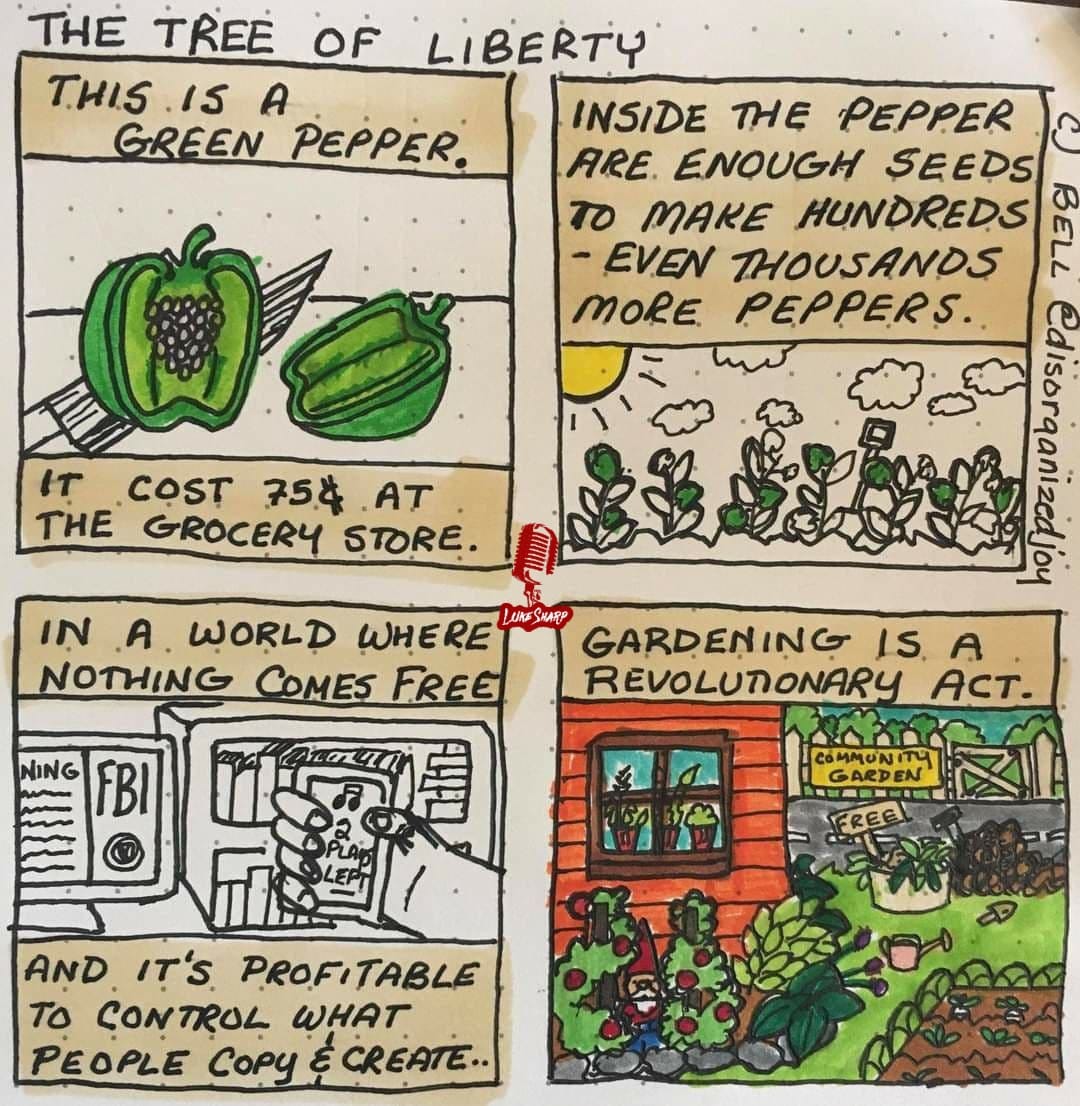 THE TREE OF LIBERTY
THIS IS A
GREEN PEPPER.
IT COST 75¢ AT
THE GROCERY STORE.
INSIDE THE PEPPER
ARE ENOUGH SEEDS
TO MAKE HUNDREDS
- EVEN THOUSANDS
MORE PEPPERS.
CJ BELL @disorganizedjoy
LUKE SHARP
IN A WORLD WHERE
NOTHING COMES FREE
NING
FBI
2
PLAYS
LEFT
AND IT'S PROFITABLE
TO CONTROL WHAT
PEOPLE COPY & CREATE..
GARDENING IS A
REVOLUTIONARY ACT.
COMMUNITY
GARDEN
FREE